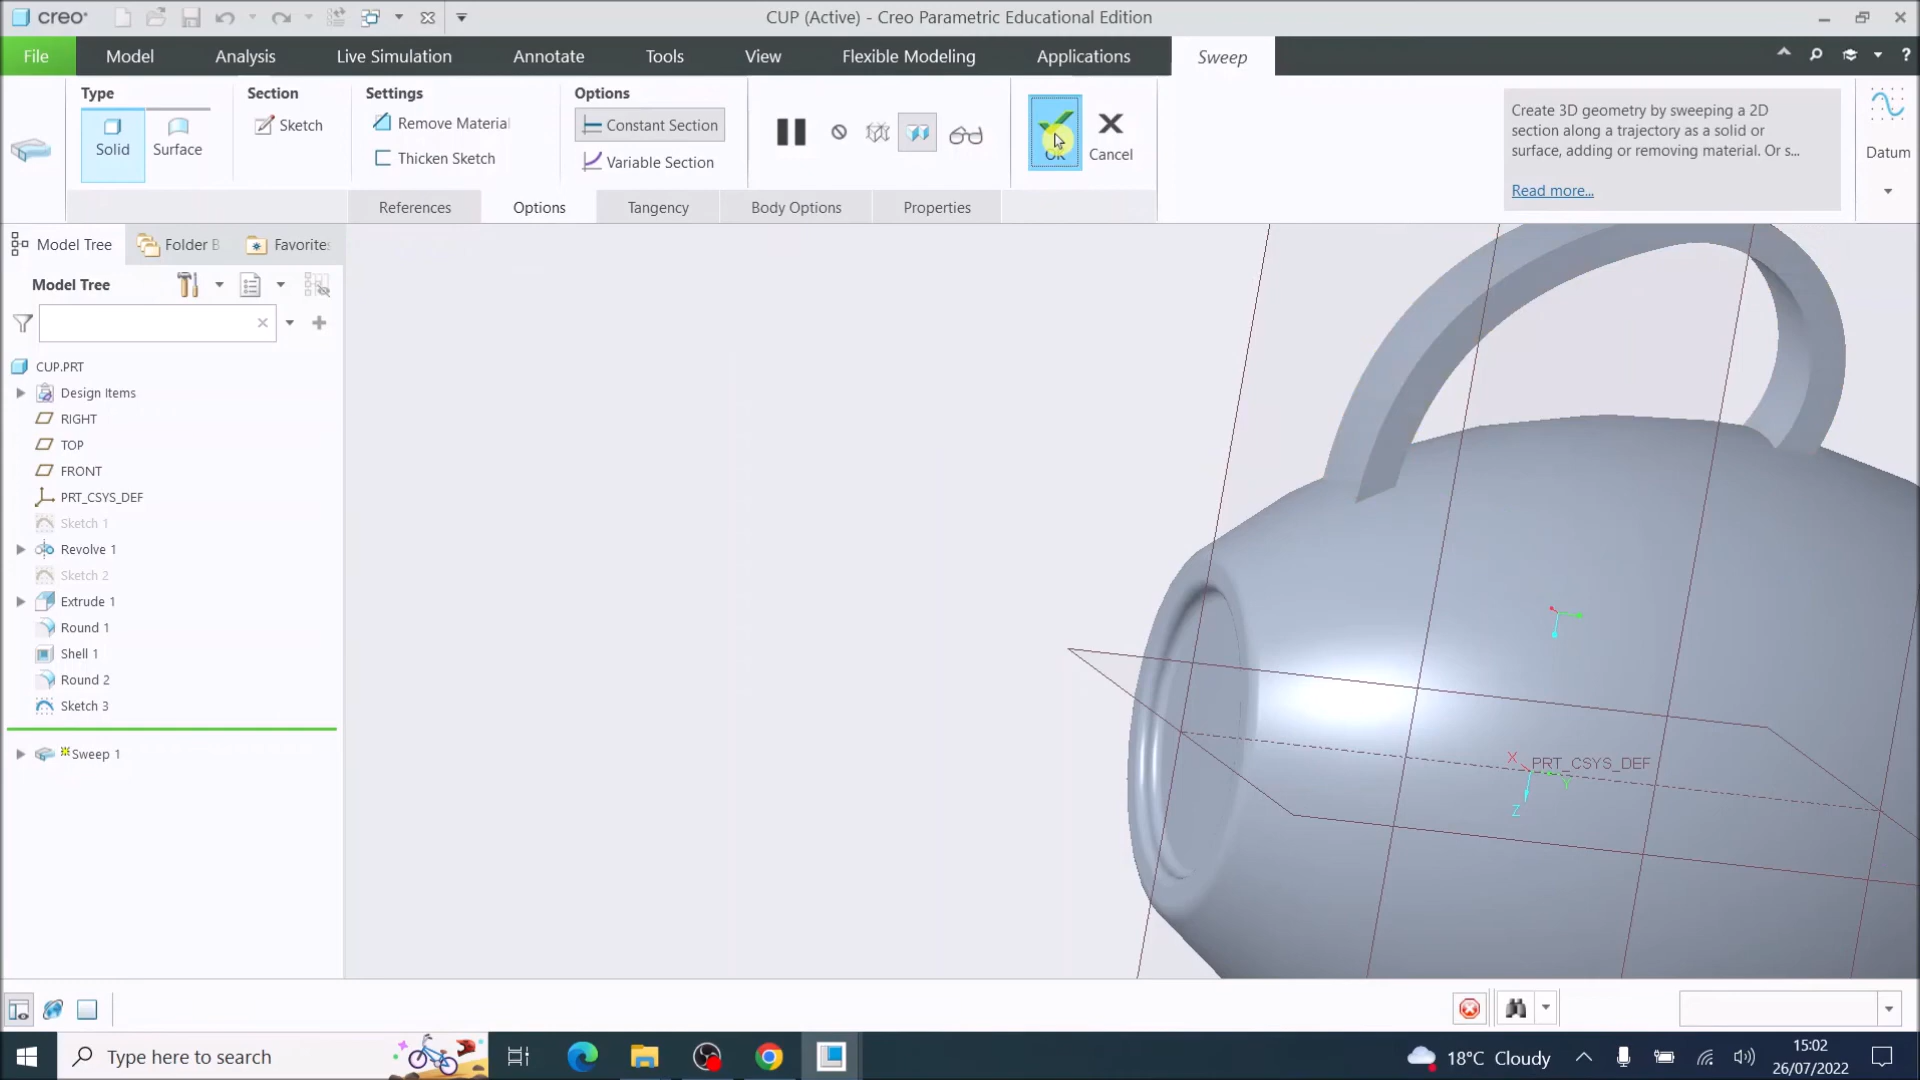 creo®
CUP (Active) - Creo Parametric Educational Edition
File
Model
Analysis
Live Simulation
Annotate
Tools
View
Flexible Modeling
Applications
Sweep
?
Type
Solid
Surface
Section
Sketch
Settings
Remove Materia
Thicken Sketch
Options
Constant Section
Variable Section
OK
Cancel
Create 3D geometry by sweeping a 2D
section along a trajectory as a solid or
surface, adding or removing material. Or s...
Read more...
Datum
References
Options
Tangency
Body Options
Properties
Model Tree
Folder B
Favorite
Model Tree
CUP.PRT
Design Items
RIGHT
TOP
FRONT
PRT_CSYS_DEF
Sketch 1
Revolve 1
Sketch 2
Extrude 1
Round 1
Shell 1
Round 2
Sketch 3
Sweep 1
X
PRT_CSYS_DEF
Y
Z
Type here to search
18°C Cloudy
15:02
26/07/2022